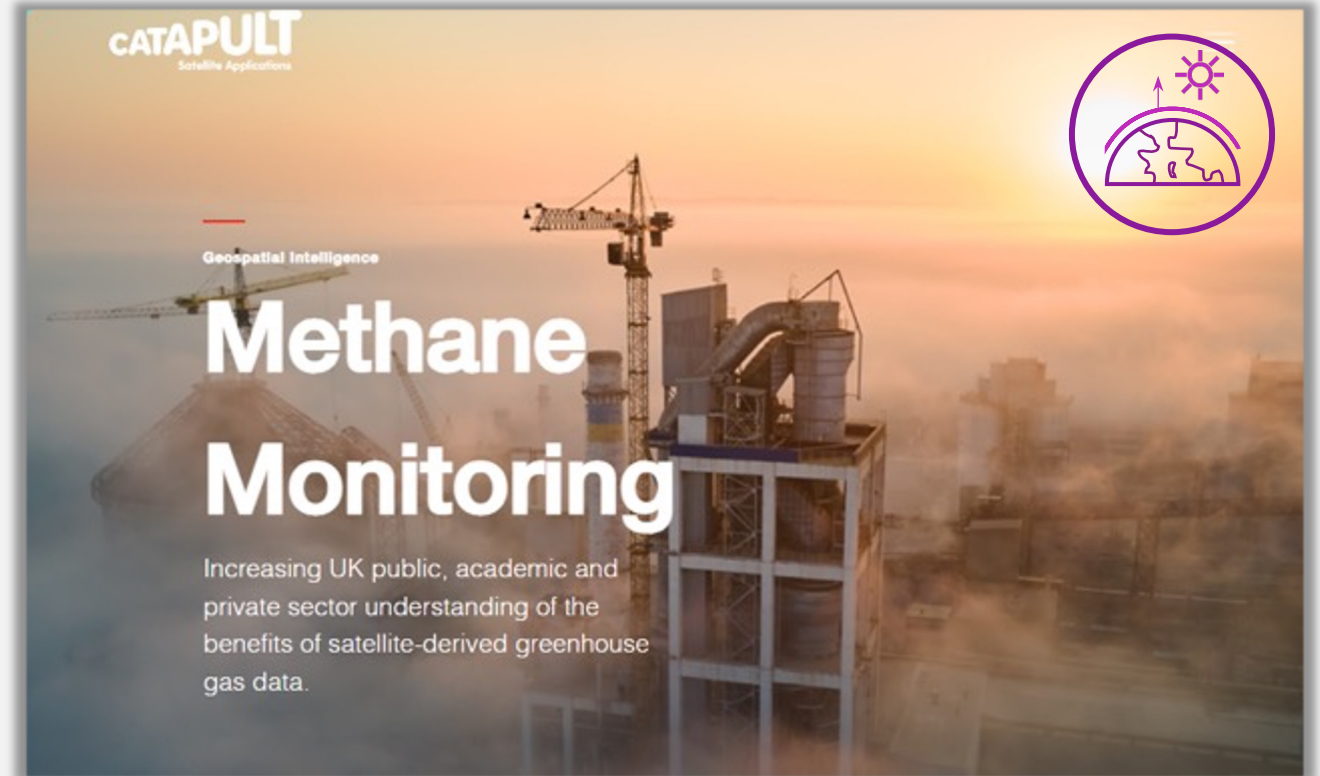 CATAPULT
Satellite Applications
Geospatial Intelligence
Methane
Monitoring
Increasing UK public, academic and
private sector understanding of the
benefits of satellite-derived greenhouse
gas data.